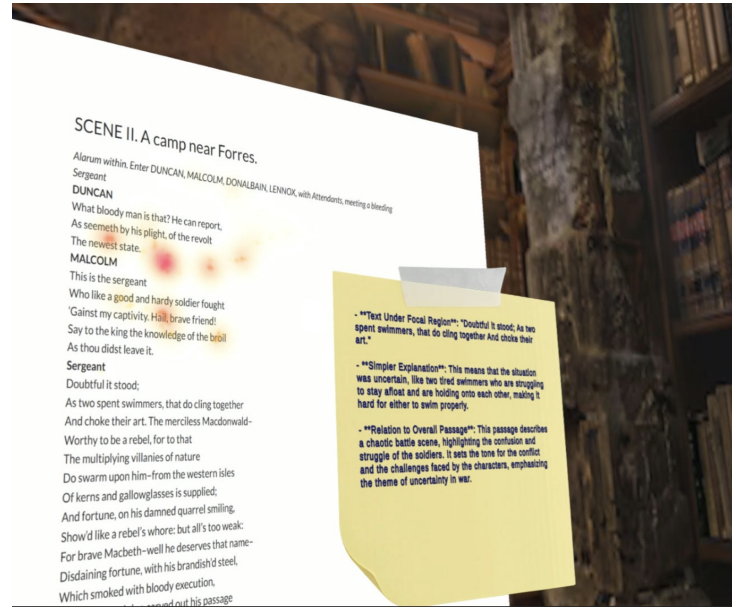 SCENE II. A camp near Forres.
Alarum within. Enter DUNCAN, MALCOLM, DONALBAIN, LENNOX, with Attendants, meeting a bleeding
Sergeant
DUNCAN
What bloody man is that? He can report,
As seemeth by his plight, of the revolt
The newest state.
MALCOLM
This is the sergeant
Who like a good and hardy soldier fought
'Gainst my captivity. Hail, brave friend!
Say to the king the knowledge of the broil
As thou didst leave it.
Sergeant
Doubtful it stood;
As two spent swimmers, that do cling together
And choke their art. The merciless Macdonwald–
Worthy to be a rebel, for to that
The multiplying villanies of nature
Do swarm upon him–from the western isles
Of kerns and gallowglasses is supplied;
And fortune, on his damned quarrel smiling,
Show'd like a rebel's whore: but all's too weak:
For brave Macbeth–well he deserves that name–
Disdaining fortune, with his brandish'd steel,
Which smoked with bloody execution,
out his passage
- **Text Under Focal Region**: "Doubtful it stood; As two
spent swimmers, that do cling together And choke their
art."
- **Simpler Explanation**: This means that the situation
was uncertain, like two tired swimmers who are struggling
to stay afloat and are holding onto each other, making it
hard for either to swim properly.
- **Relation to Overall Passage**: This passage describes
a chaotic battle scene, highlighting the confusion and
struggle of the soldiers. It sets the tone for the conflict
and the challenges faced by the characters, emphasizing
the theme of uncertainty in war.